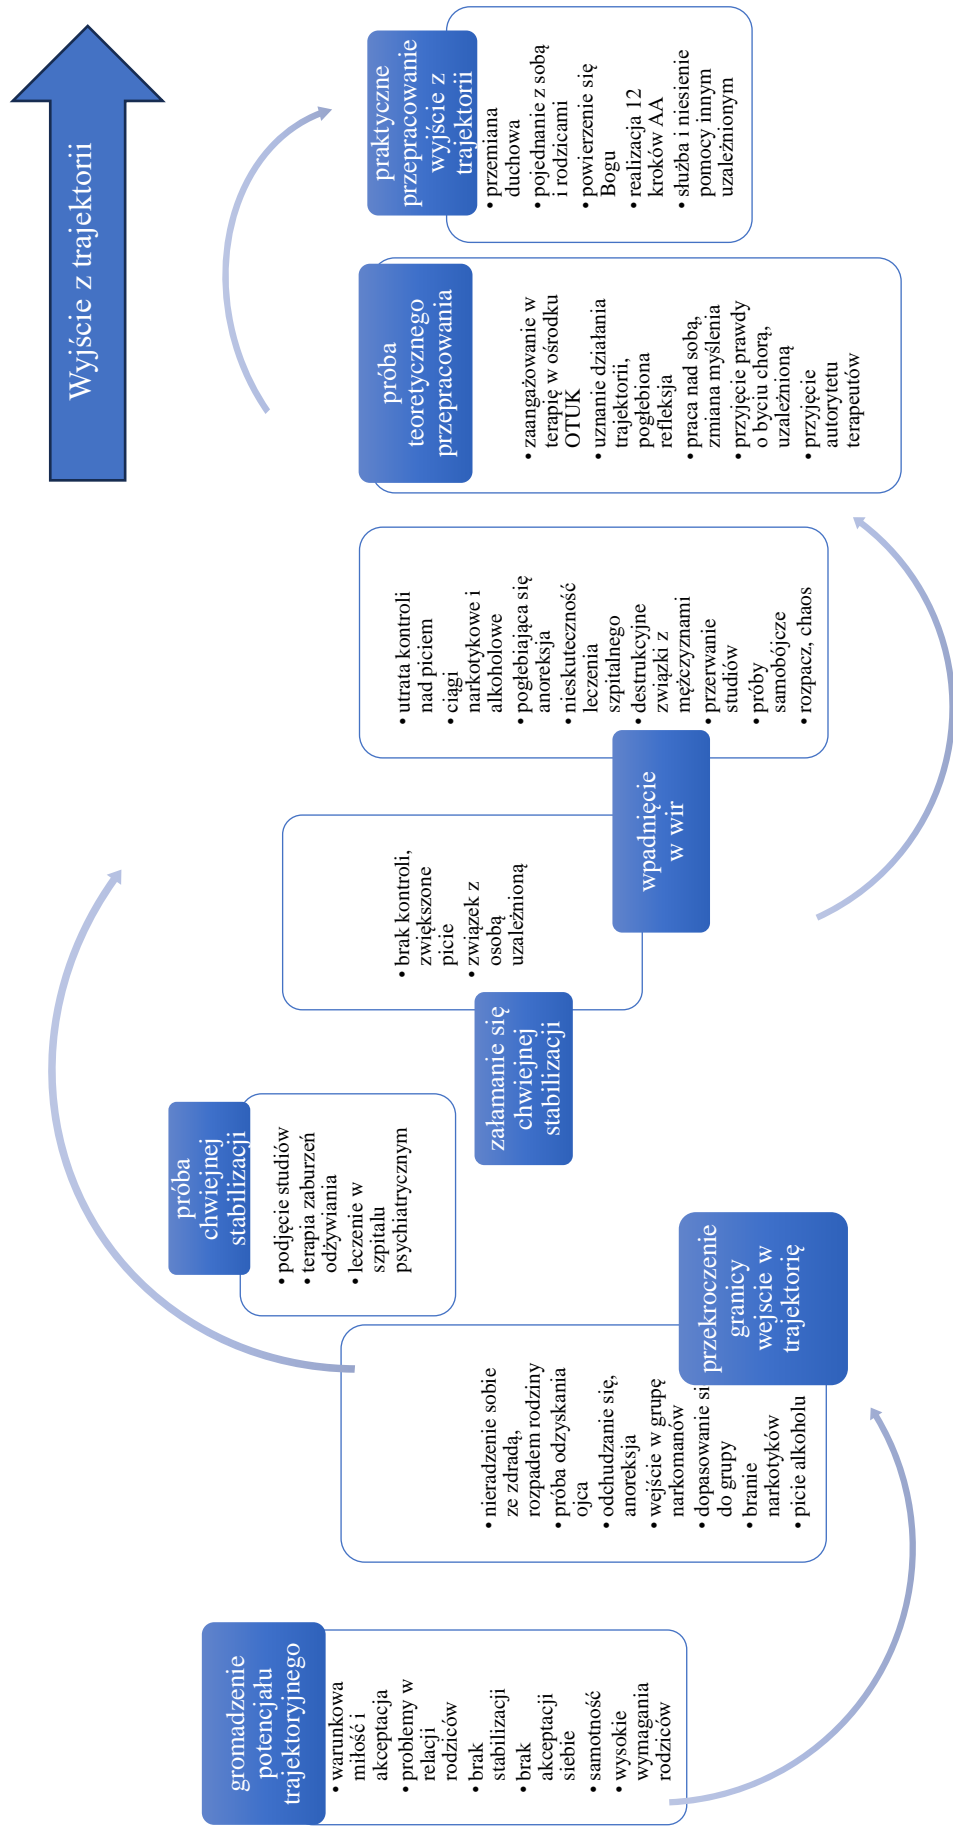 Wyjście z trajektorii
gromadzenie
potencjału
trajektoryjnego
• warunkowa
miłość i
akceptacja
• problemy w
relacji
rodziców
• brak
stabilizacji
• brak
akceptacji
siebie
• samotność
• wysokie
wymagania
rodziców
• nieradzenie sobie
ze zdradą,
rozpadem rodziny
• próba odzyskania
ojca
• odchudzanie się,
anoreksja
• wejście w grupę
narkomanów
• dopasowanie si
do grupy
• branie
narkotyków
• picie alkoholu
przekroczenie
granicy
wejście w
trajektorię
próba
chwiejnej
stabilizacji
• podjęcie studiów
• terapia zaburzeń
odżywiania
• leczenie w
szpitalu
psychiatrycznym
• brak kontroli,
zwiększone
picie
• związek z
osobą
uzależnioną
załamanie się
chwiejnej
stabilizacji
• utrata kontroli
nad piciem
• ciągi
narkotykowe i
alkoholowe
• pogłebiająca się
anoreksja
• nieskuteczność
leczenia
szpitalnego
• destrukcyjne
związki z
mężczyznami
• przerwanie
studiów
• próby
samobójcze
• rozpacz, chaos
wpadnięcie
w wir
próba
teoretycznego
przepracowania
• zaangażowanie w
terapię w ośrodku
OTUK
• uznanie działania
trajektorii,
pogłebiona
refleksja
• praca nad sobą,
zmiana myślenia
• przyjęcie prawdy
o byciu chorą,
uzależnioną
• przyjęcie
autorytetu
terapeutów
praktyczne
przepracowanie
wyjście z
trajektorii
• przemiana
duchowa
• pojednanie z sobą
i rodzicami
• powierzenie się
Bogu
• realizacja 12
kroków AA
• służba i niesienie
pomocy innym
uzależnionym